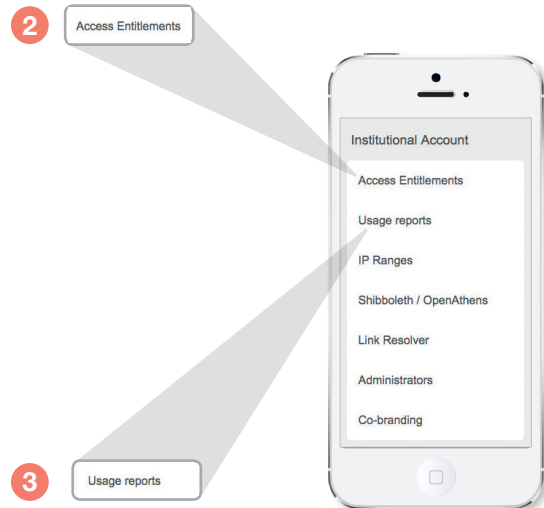 2
Access Entitlements
Institutional Account
Access Entitlements
Usage reports
IP Ranges
Shibboleth / OpenAthens
Link Resolver
Administrators
Co-branding
3
Usage reports